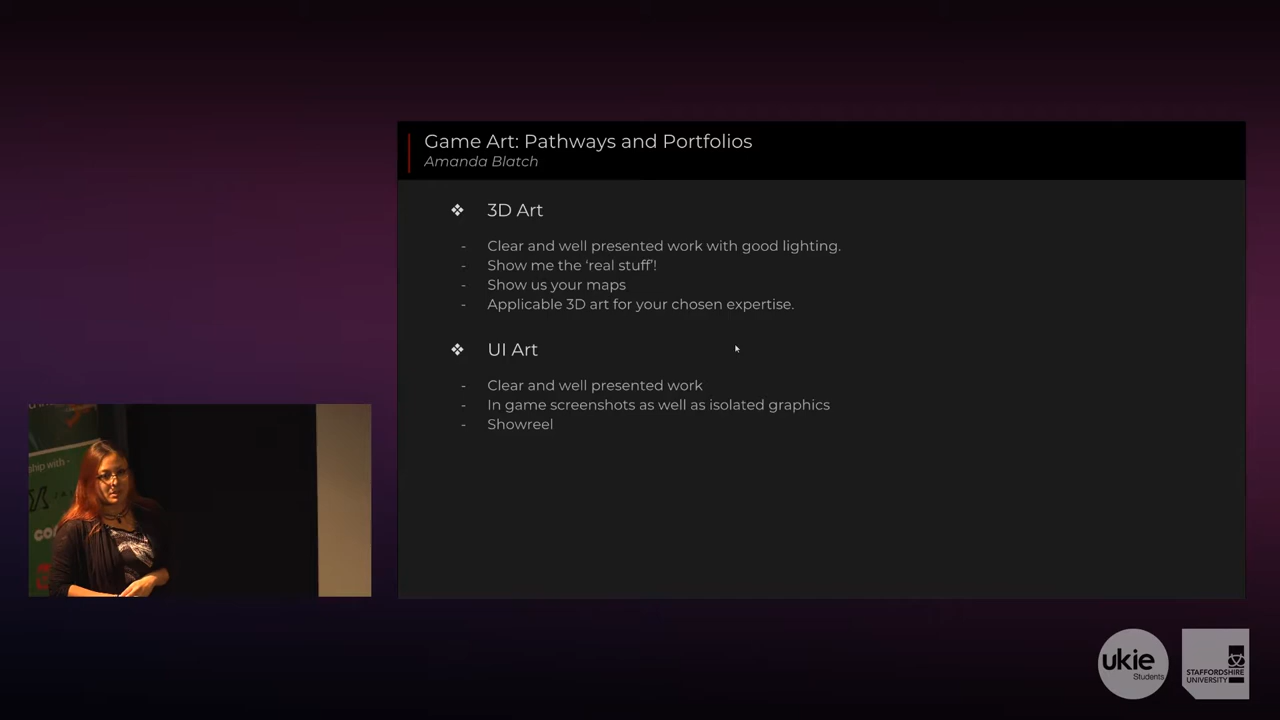 Game Art: Pathways and Portfolios
Amanda Blatch
❖ 3D Art
- Clear and well presented work with good lighting.
- Show me the ‘real stuff’!
- Show us your maps
- Applicable 3D art for your chosen expertise.
❖ UI Art
- Clear and well presented work
- In game screenshots as well as isolated graphics
- Showreel
ship with -
ukie
Students
STAFFORDSHIRE
UNIVERSITY